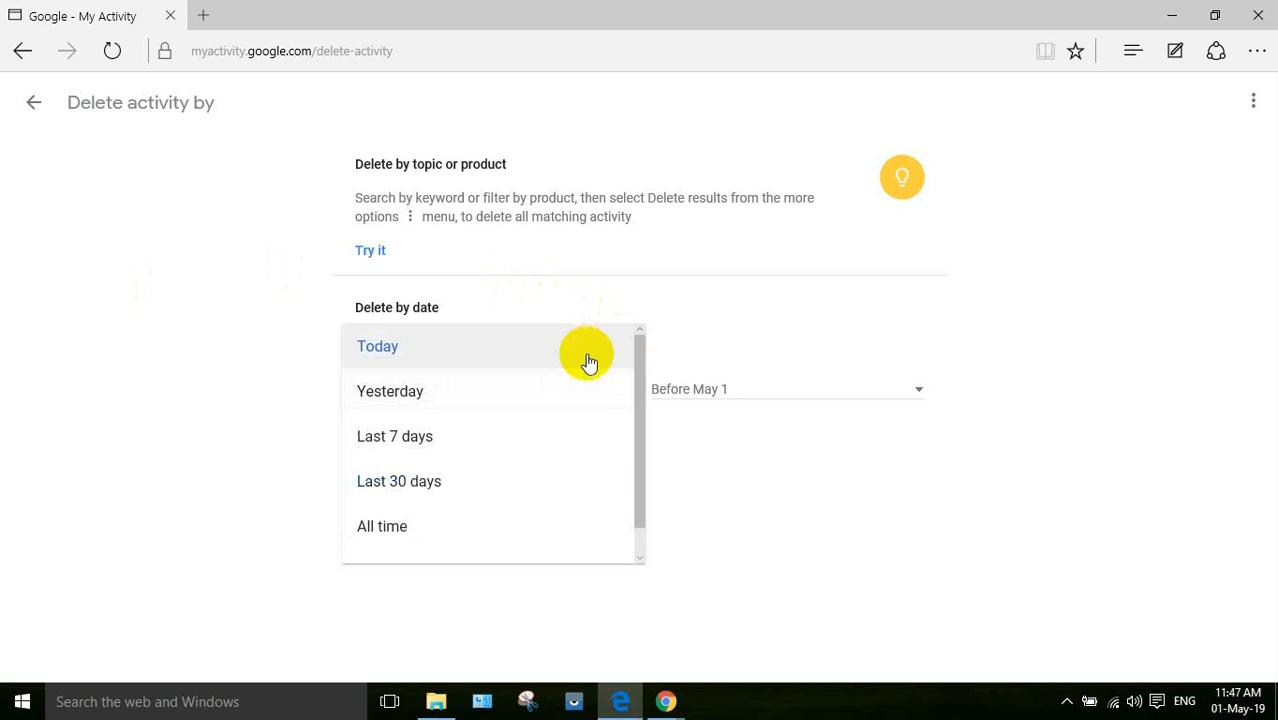 Google - My Activity
myactivity.google.com/delete-activity
Delete activity by
Delete by topic or product
Search by keyword or filter by product, then select Delete results from the more
options ⋮ menu, to delete all matching activity
Try it
Delete by date
Today
Yesterday
Before May 1
Last 7 days
Last 30 days
All time
Search the web and Windows
ENG
11:47 AM
01-May-19